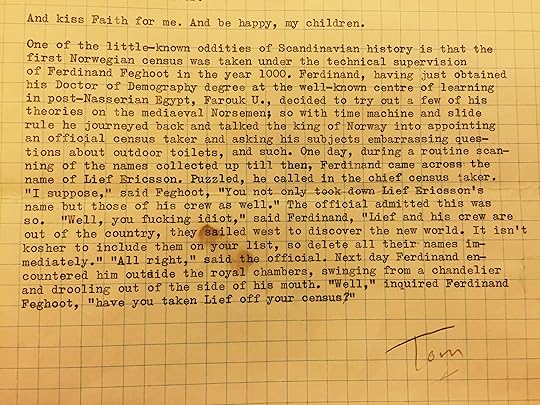 And kiss Faith for me. And be happy, my children.
One of the little-known oddities of Scandinavian history is that the
first Norwegian census was taken under the technical supervision
of Ferdinand Feghoot in the year 1000. Ferdinand, having just obtained
his Doctor of Demography degree at the well-known centre of learning
in post-Nasserian Egypt, Farouk U., decided to try out a few of his
theories on the mediaeval Norsemen; so with time machine and slide
rule he journeyed back and talked the king of Norway into appointing
an official census taker and asking his subjects embarrassing ques-
tions about outdoor toilets, and such. One day, during a routine scan-
ning of the names collected up till then, Ferdinand came across the
name of Lief Ericsson. Puzzled, he called in the chief census taker.
"I suppose," said Feghoot, "You not only took down Lief Ericsson's
name but those of his crew as well." The official admitted this was
so. "Well, you fucking idiot," said Ferdinand, "Lief and his crew are
out of the country, they sailed west to discover the new world. It isn't
kosher to include them on your list, so delete all their names im-
mediately." "All right," said the official. Next day Ferdinand en-
countered him outside the royal chambers, swinging from a chandelier
and drooling out of the side of his mouth. "Well," inquired Ferdinand
Feghoot, "have you taken Lief off your census?"
Tom